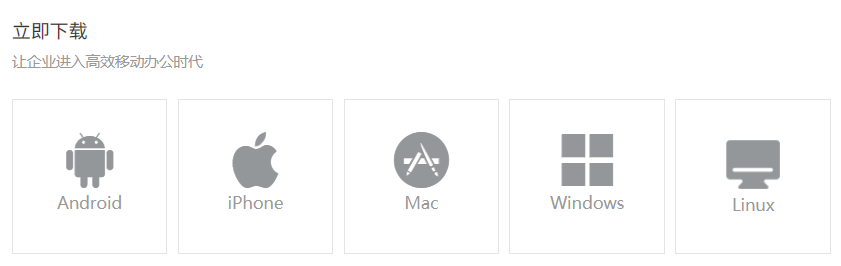 立即下载
让企业进入高效移动办公时代
Android
iPhone
Mac
Windows
Linux